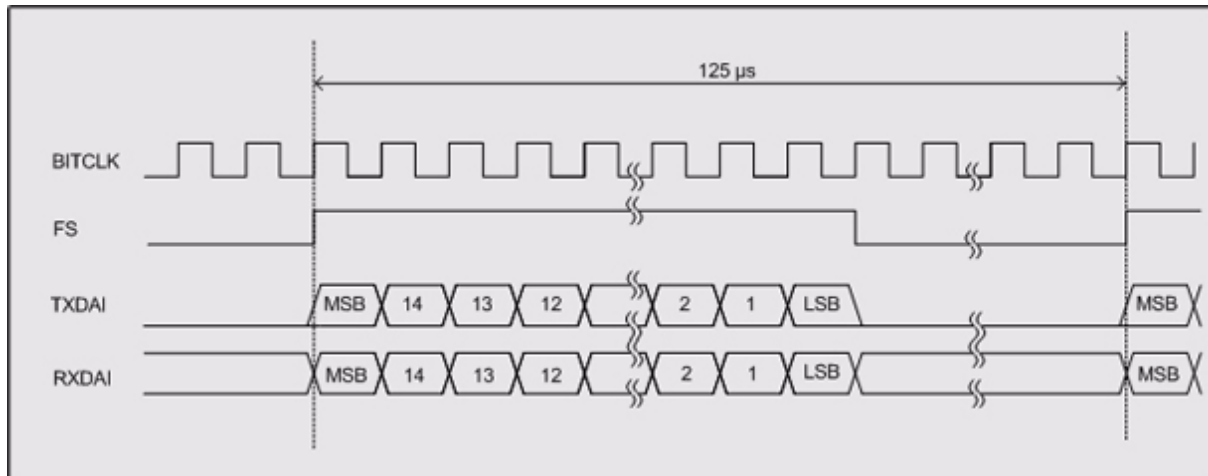 125 µs
BITCLK
FS
TXDAI MSB 14 13 12 2 1 LSB MSB
RXDAI MSB 14 13 12 2 1 LSB MSB